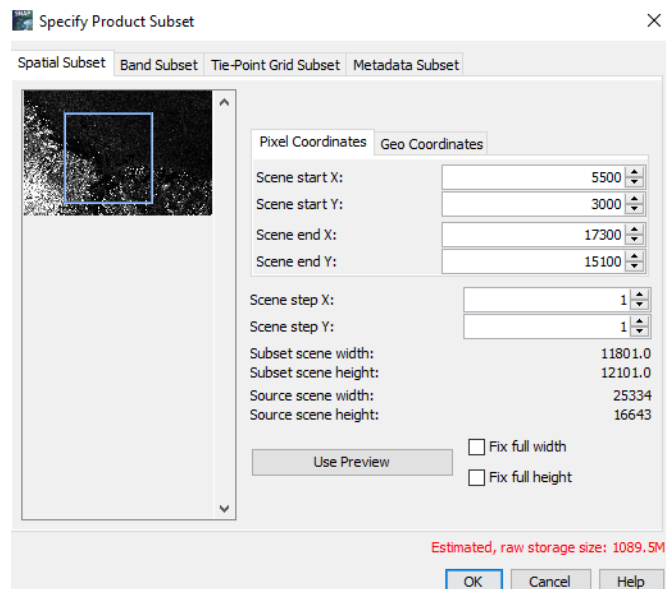 SNAP
Specify Product Subset
Spatial Subset Band Subset Tie-Point Grid Subset Metadata Subset
Pixel Coordinates Geo Coordinates
Scene start X: 5500
Scene start Y: 3000
Scene end X: 17300
Scene end Y: 15100
Scene step X: 1
Scene step Y: 1
Subset scene width: 11801.0
Subset scene height: 12101.0
Source scene width: 25334
Source scene height: 16643
Use Preview
Fix full width
Fix full height
Estimated, raw storage size: 1089.5M
OK Cancel Help